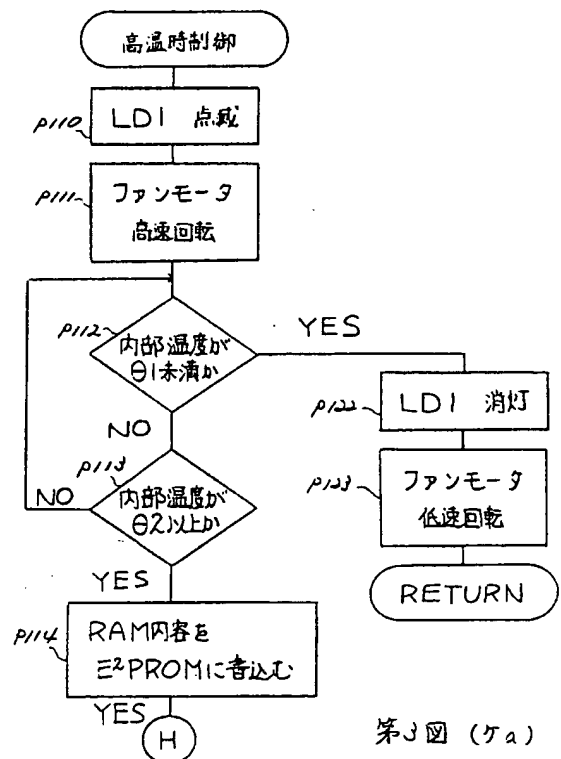 高温時制御
P110
LD1 点滅
P111
ファンモータ
高速回転
P112
内部温度が
θ1未満か
YES
NO
P122
LD1 消灯
P113
内部温度が
θ2以上か
NO
P123
ファンモータ
低速回転
YES
RETURN
P114
RAM内容を
E²PROMに書込む
YES
H
第3図 (ケa)